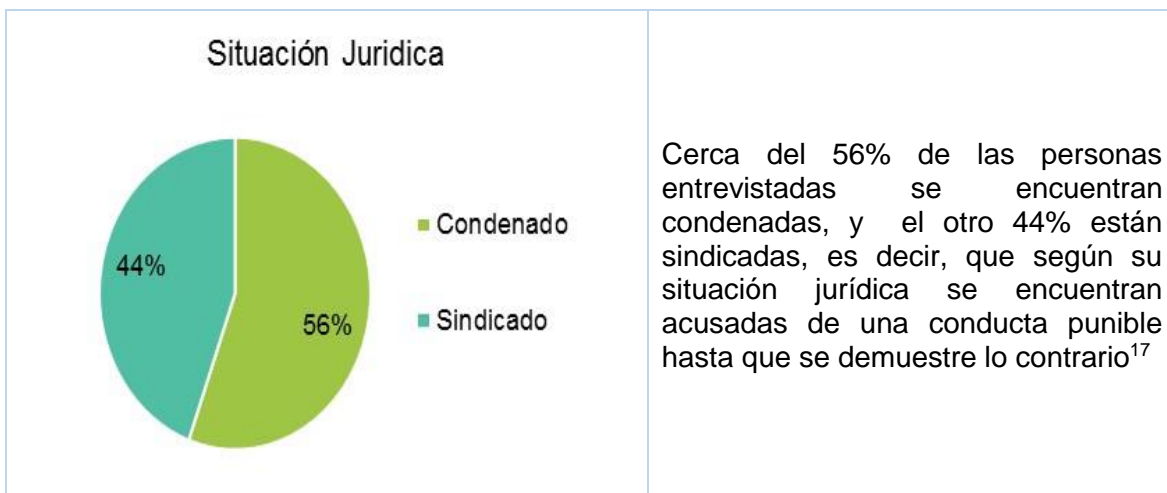 Situación Juridica
44%
56%
Condenado
Sindicado
Cerca del 56% de las personas
entrevistadas se encuentran
condenadas, y el otro 44% están
sindicadas, es decir, que según su
situación jurídica se encuentran
acusadas de una conducta punible
hasta que se demuestre lo contrario17